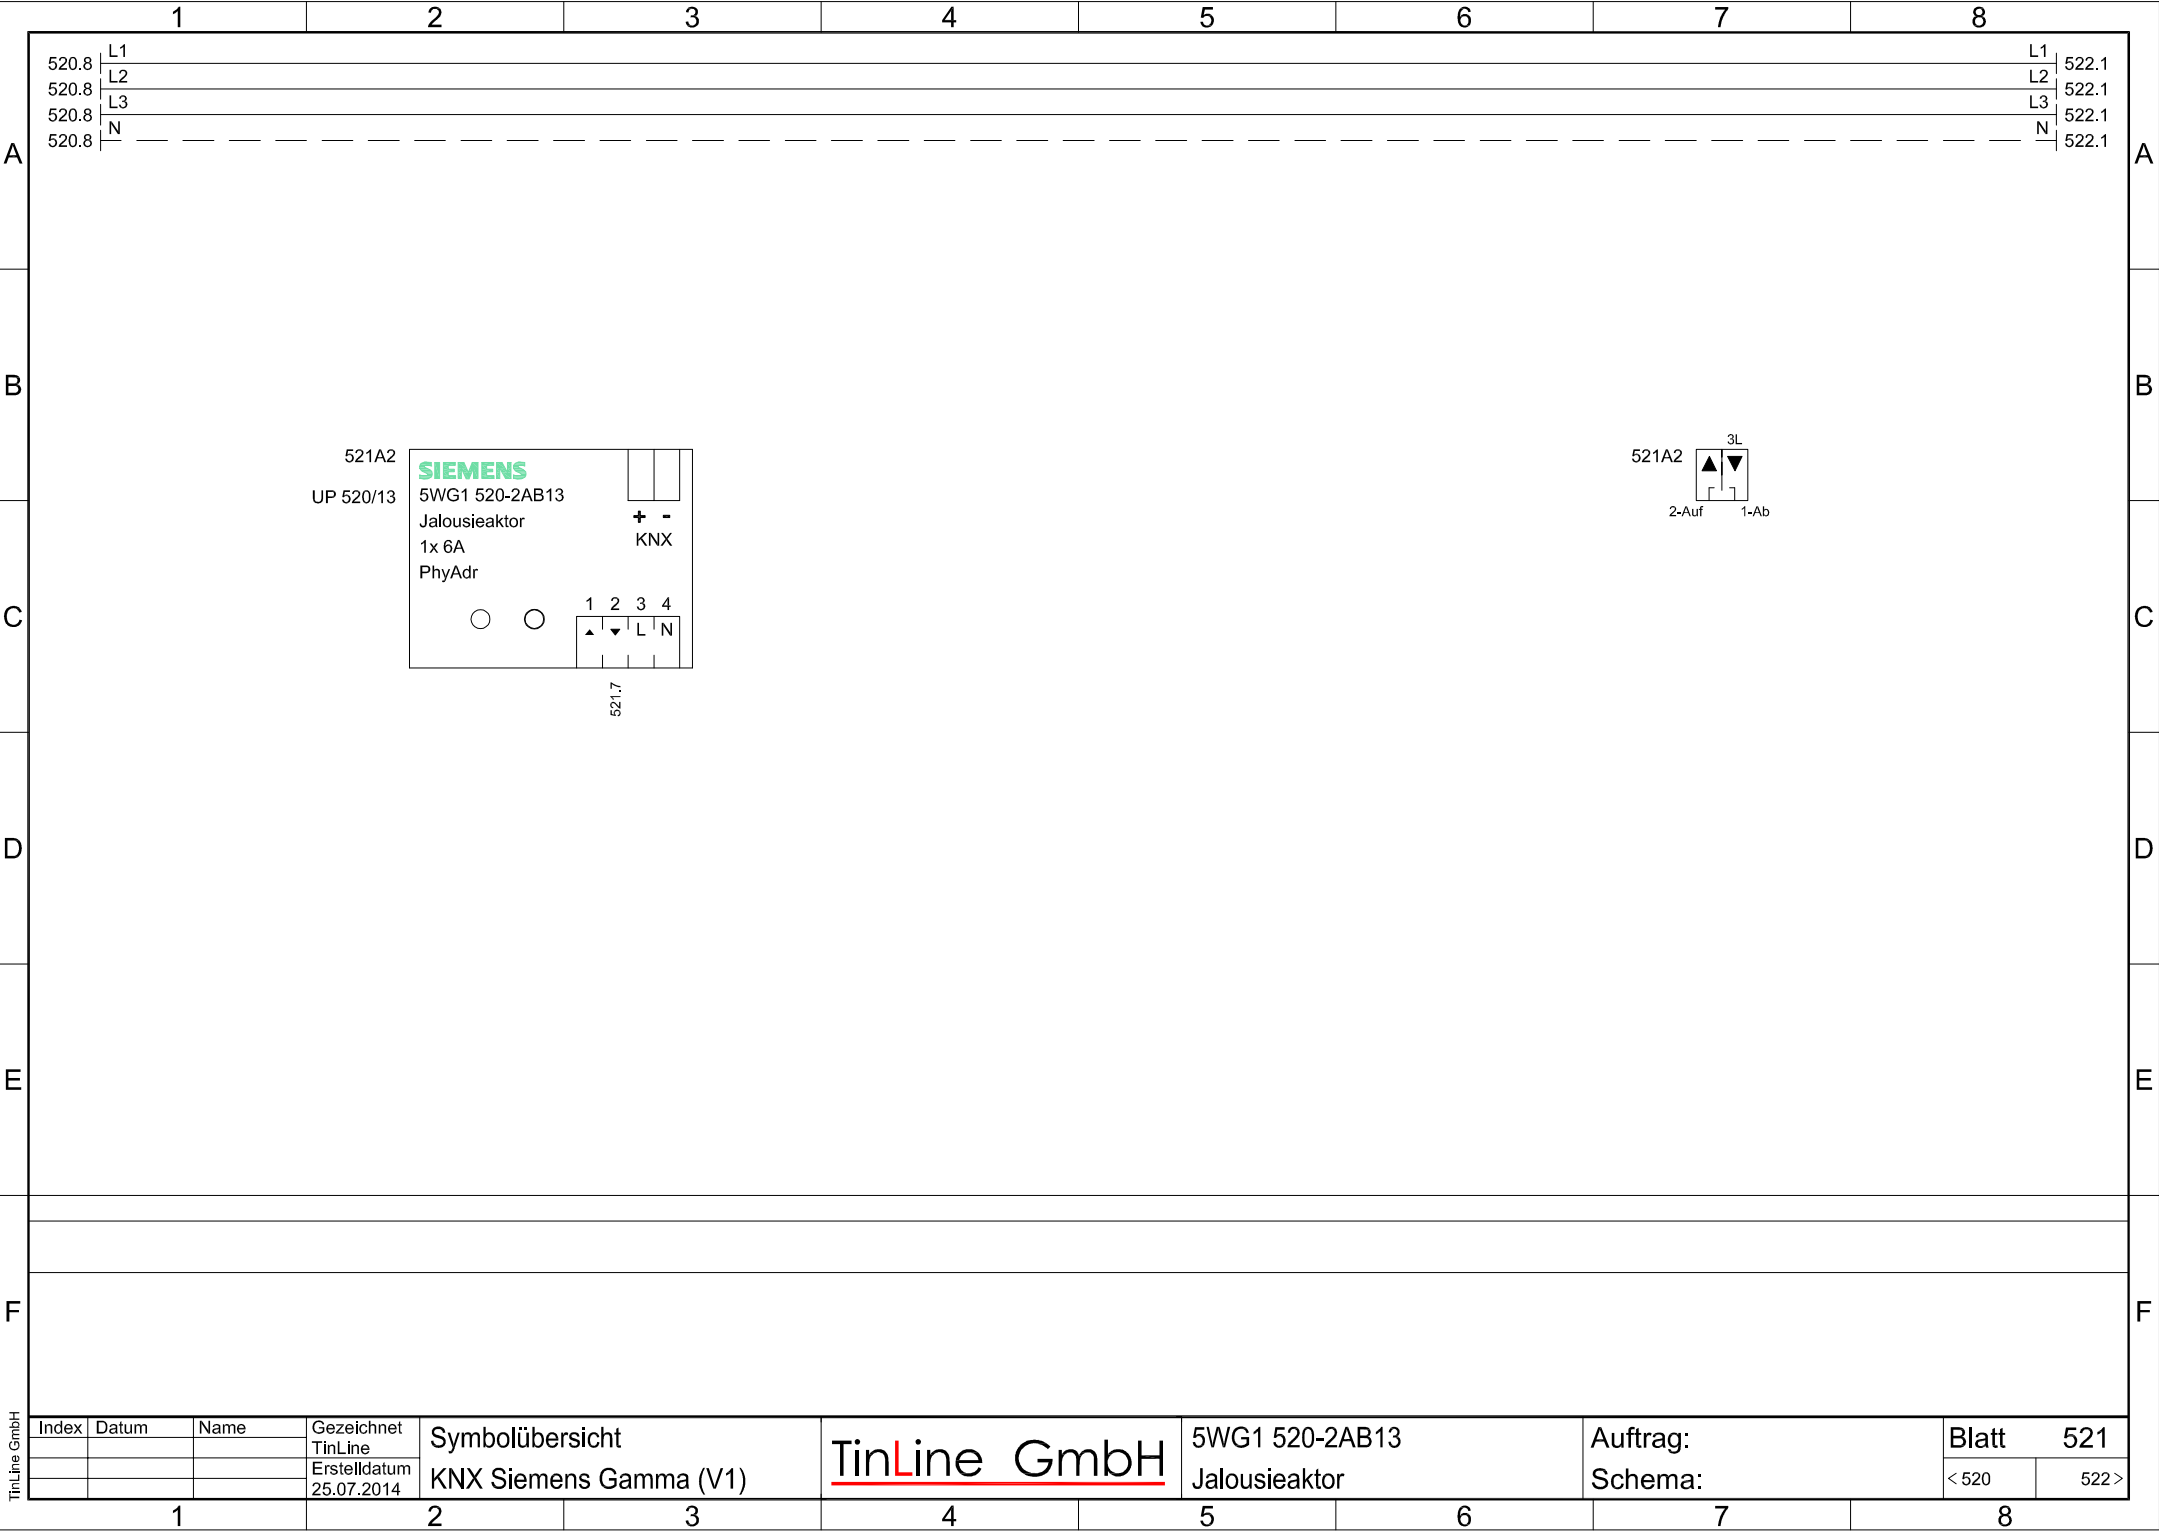 1 2 3 4 5 6 7 8
520.8 L1 L1 522.1
520.8 L2 L2 522.1
520.8 L3 L3 522.1
520.8 N N 522.1
A A
B B
521A2 SIEMENS
UP 520/13 5WG1 520-2AB13
Jalousieaktor
1x 6A
PhyAdr
+ -
KNX
1 2 3 4
L N
521.7
3L
521A2
2-Auf 1-Ab
C C
D D
E E
F F
TinLine GmbH
Index Datum Name
Gezeichnet
TinLine
Erstelldatum
25.07.2014
Symbolübersicht
KNX Siemens Gamma (V1)
TinLine GmbH
5WG1 520-2AB13
Jalousieaktor
Auftrag:
Schema:
Blatt 521
< 520 522 >
1 2 3 4 5 6 7 8